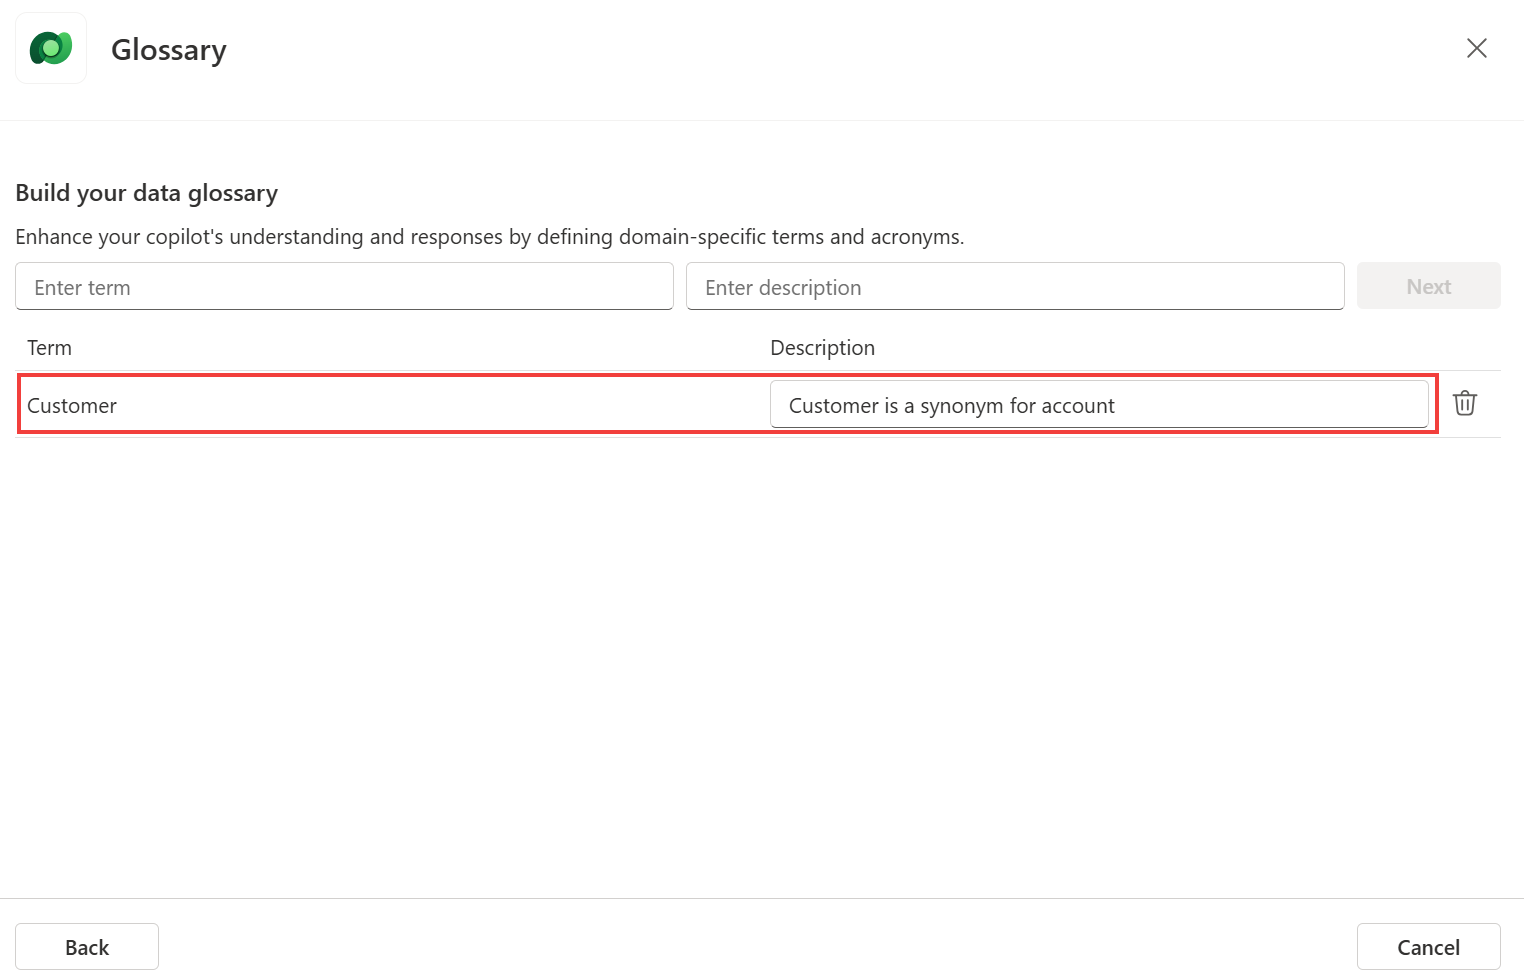 Glossary
Build your data glossary
Enhance your copilot's understanding and responses by defining domain-specific terms and acronyms.
Enter term Enter description Next
Term Description
Customer Customer is a synonym for account
Back Cancel